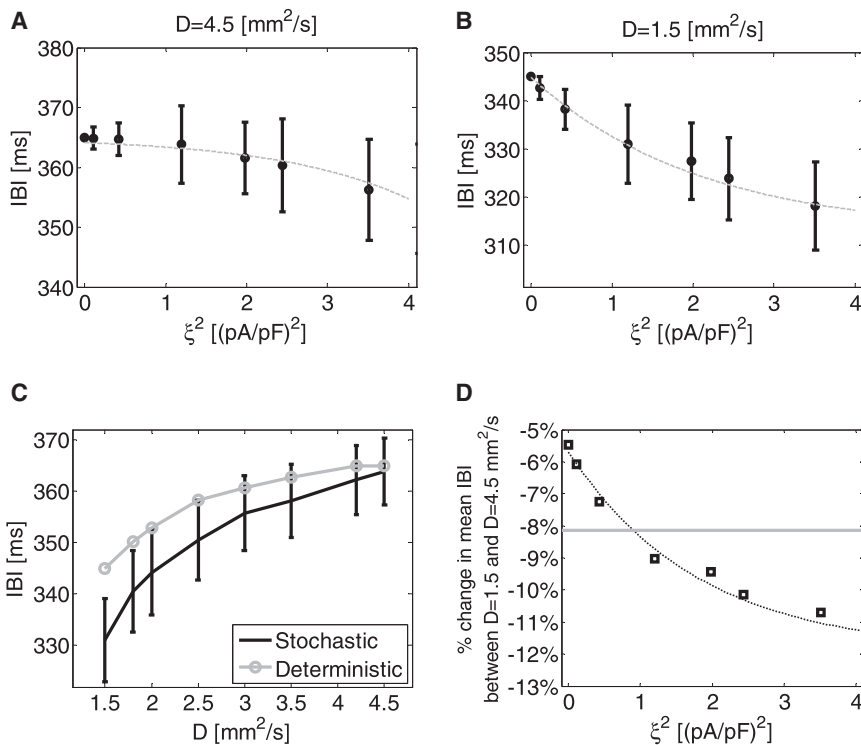 A
D=4.5 [mm²/s]
370
360
350
340
IBI [ms]
0 1 2 3 4
ξ² [(pA/pF)²]
B
D=1.5 [mm²/s]
350
340
330
320
310
IBI [ms]
0 1 2 3 4
ξ² [(pA/pF)²]
C
370
360
350
340
330
IBI [ms]
1.5 2 2.5 3 3.5 4 4.5
D [mm²/s]
Stochastic
Deterministic
D
-5%
-6%
-7%
-8%
-9%
-10%
-11%
-12%
-13%
% change in mean IBI
between D=1.5 and D=4.5 mm²/s
0 1 2 3 4
ξ² [(pA/pF)²]